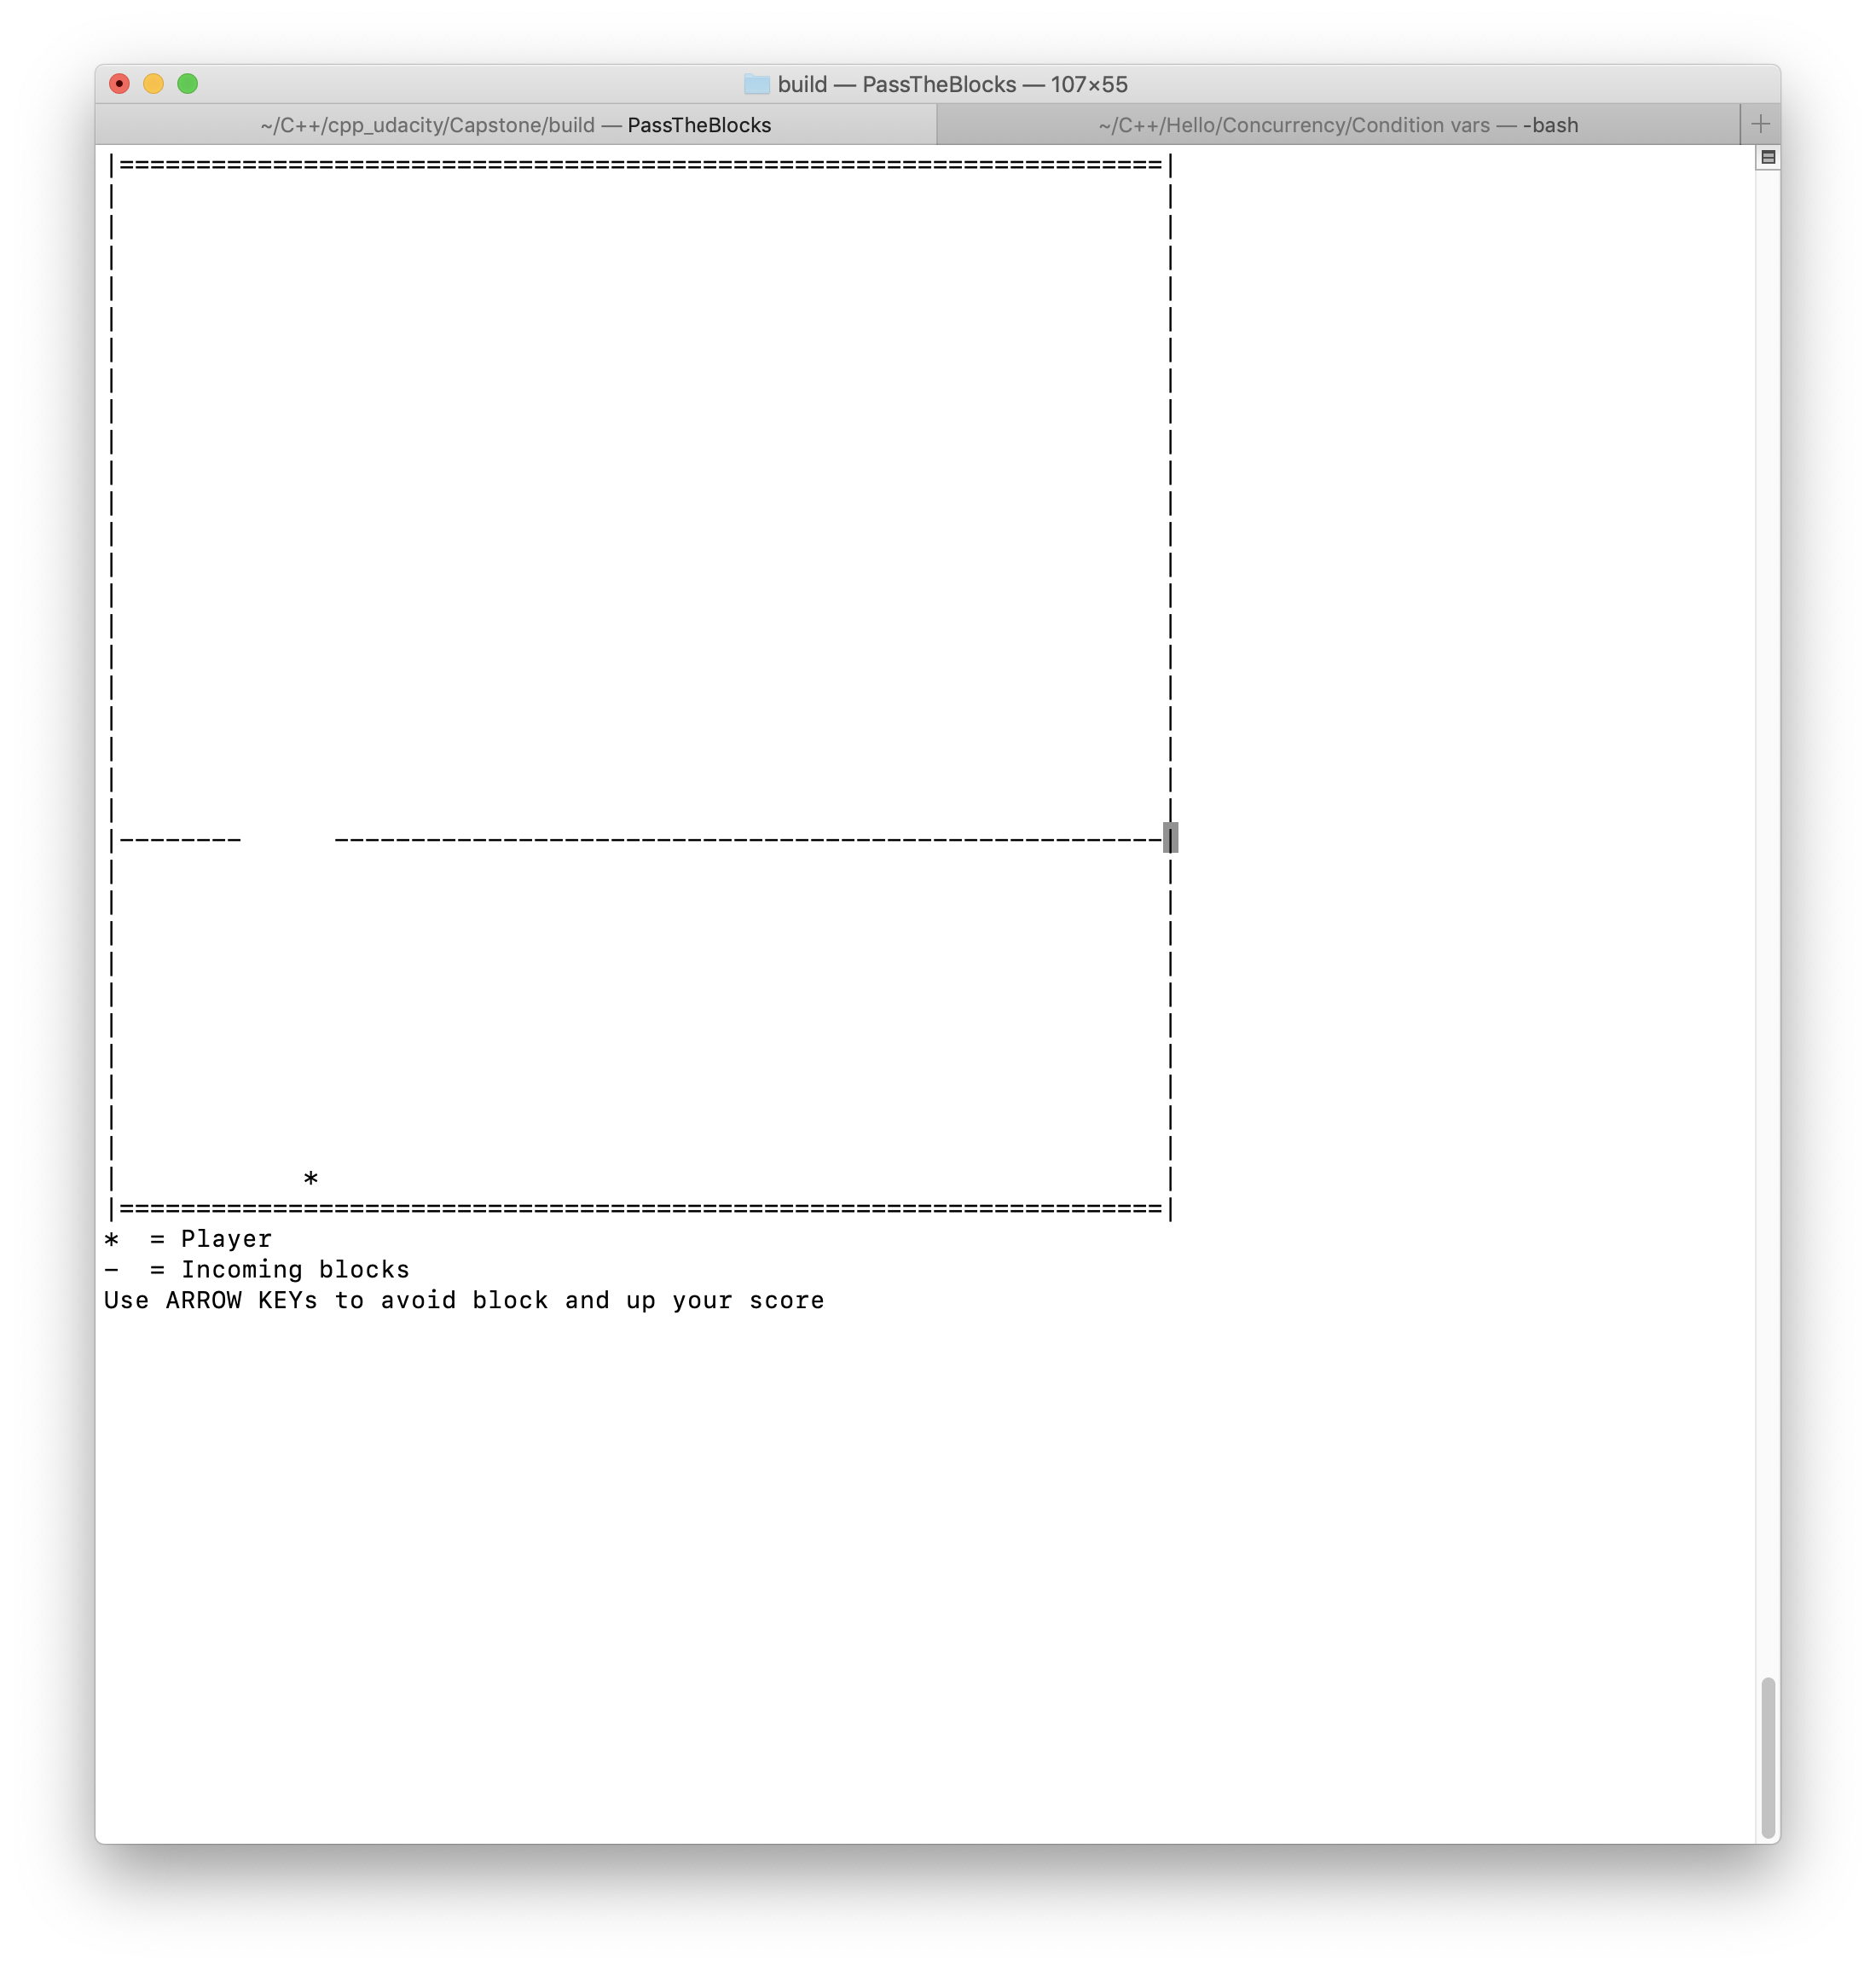 build — PassTheBlocks — 107×55
~/C++/cpp_udacity/Capstone/build — PassTheBlocks
~/C++/Hello/Concurrency/Condition vars — -bash
*
* = Player
- = Incoming blocks
Use ARROW KEYs to avoid block and up your score